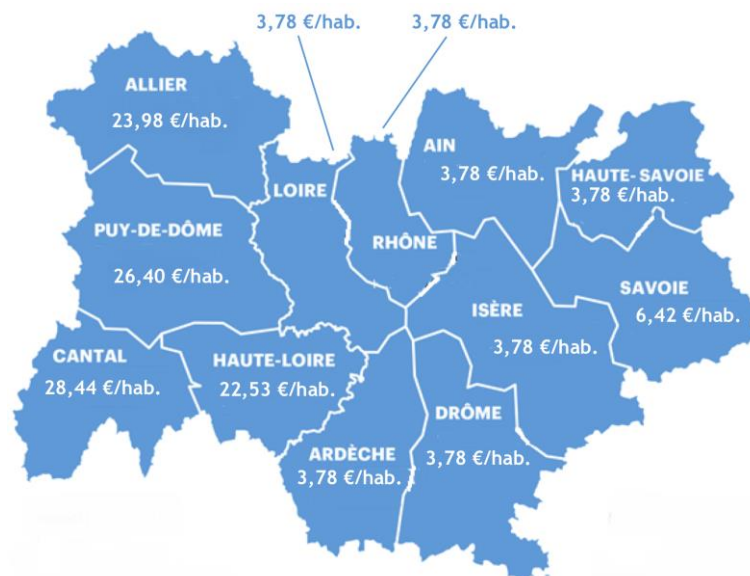 3,78 €/hab.
3,78 €/hab.
ALLIER
23,98 €/hab.
AIN
3,78 €/hab.
HAUTE-SAVOIE
3,78 €/hab.
LOIRE
PUY-DE-DÔME
26,40 €/hab.
RHÔNE
SAVOIE
6,42 €/hab.
ISÈRE
3,78 €/hab.
CANTAL
28,44 €/hab.
HAUTE-LOIRE
22,53 €/hab.
DRÔME
3,78 €/hab.
ARDÈCHE
3,78 €/hab.